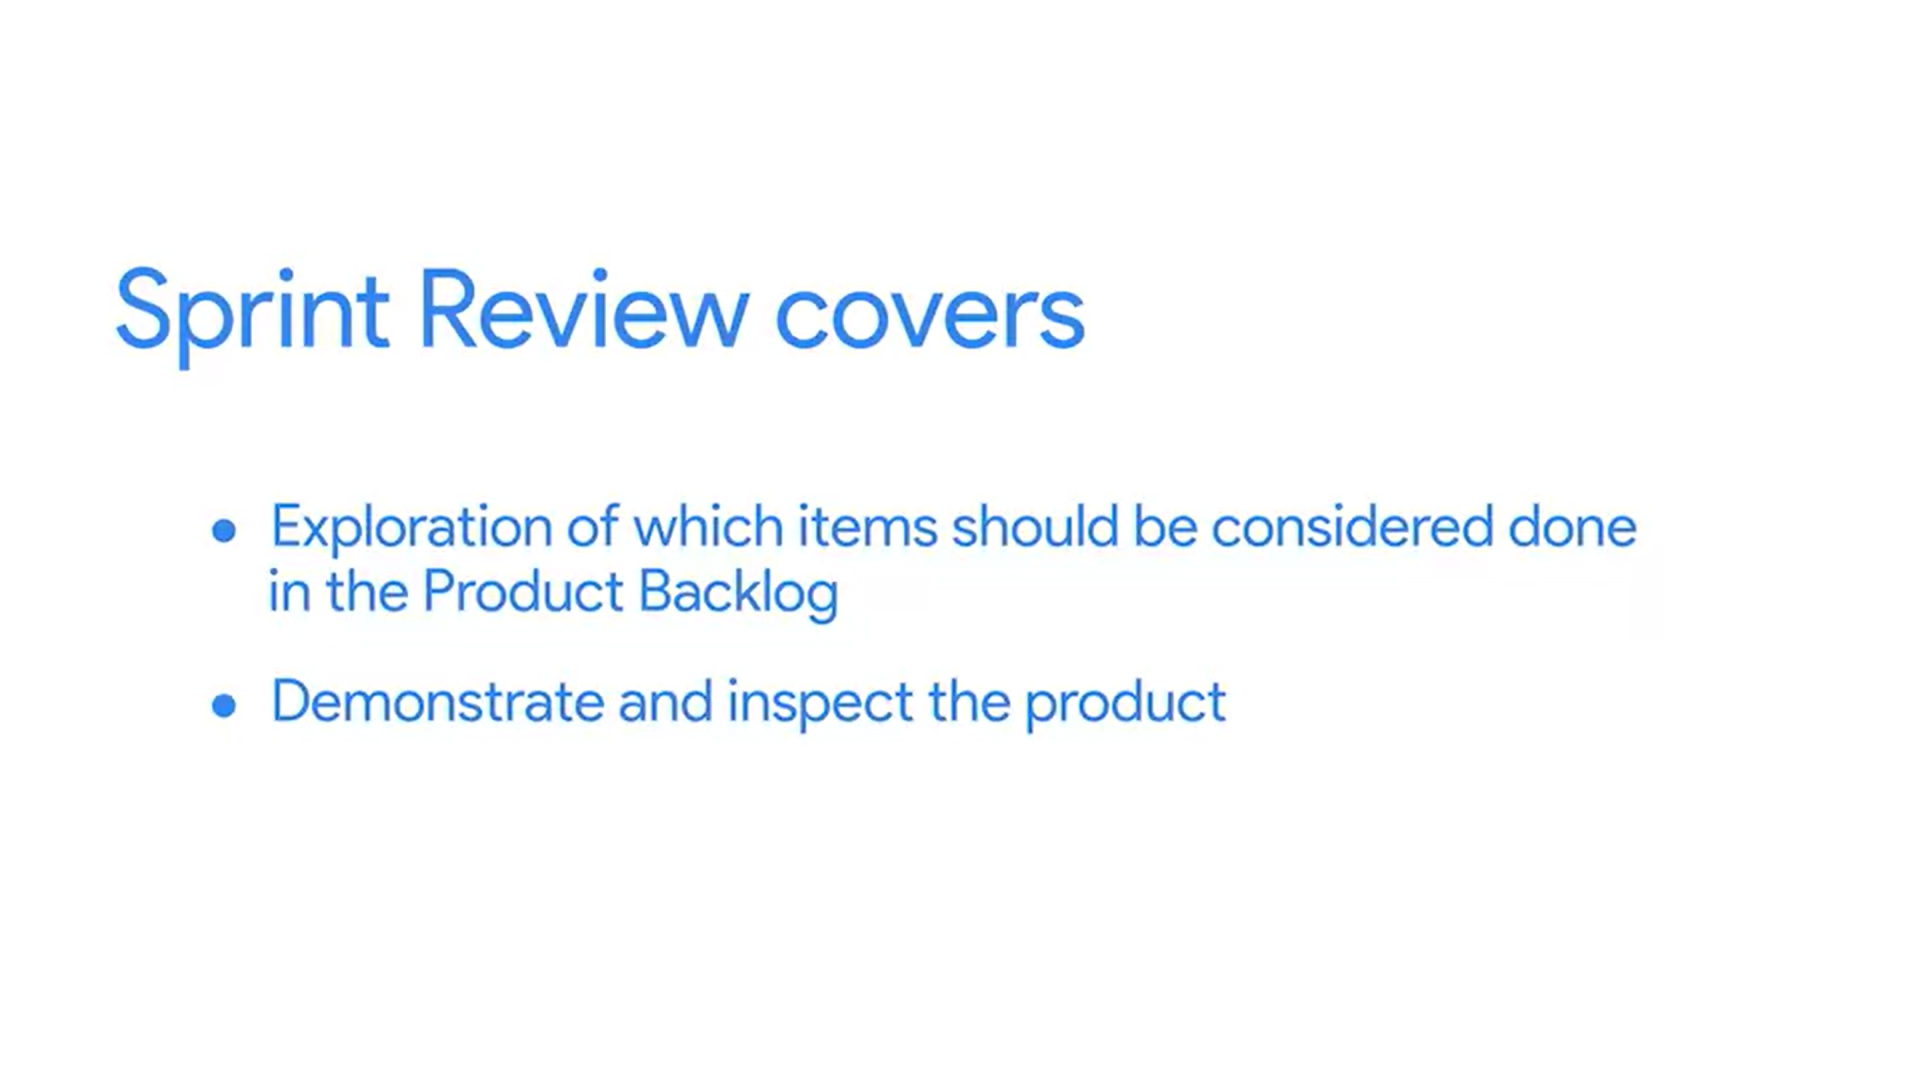 Sprint Review covers
● Exploration of which items should be considered done
in the Product Backlog
● Demonstrate and inspect the product